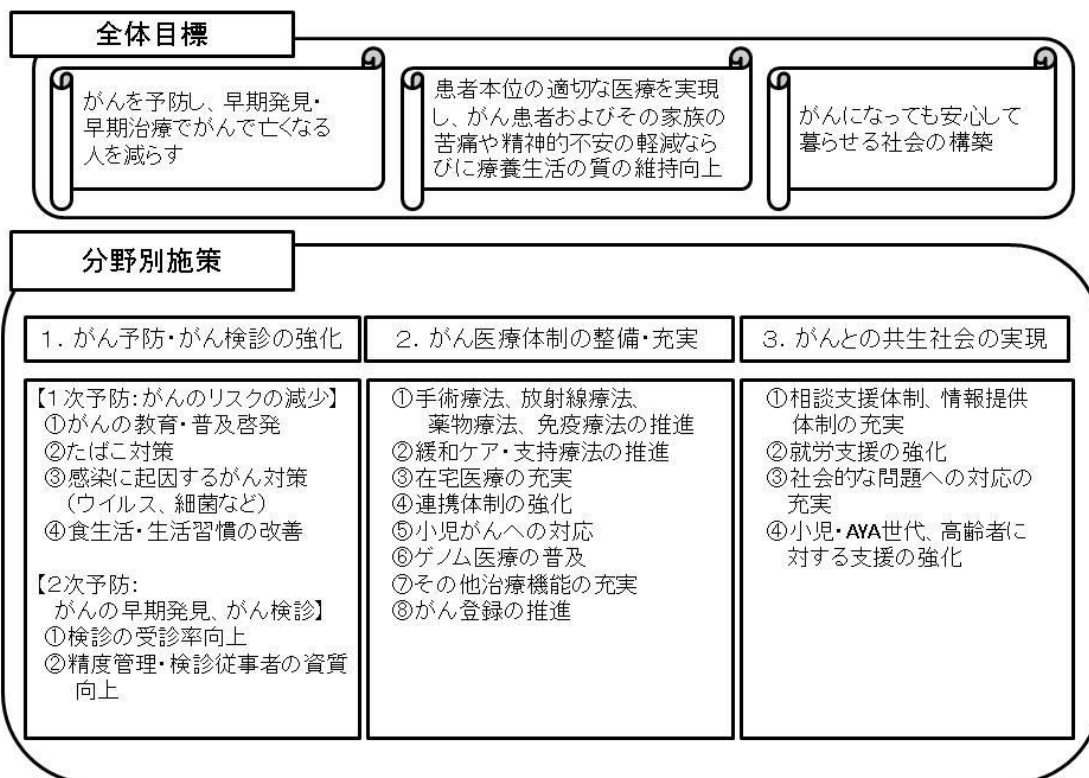 全体目標
がんを予防し、早期発見・
早期治療でがんで亡くなる
人を減らす
患者本位の適切な医療を実現
し、がん患者およびその家族の
苦痛や精神的不安の軽減なら
びに療養生活の質の維持向上
がんになっても安心して
暮らせる社会の構築
分野別施策
１．がん予防・がん検診の強化
【１次予防：がんのリスクの減少】
①がんの教育・普及啓発
②たばこ対策
③感染に起因するがん対策
（ウイルス、細菌など）
④食生活・生活習慣の改善
【２次予防：
がんの早期発見、がん検診】
①検診の受診率向上
②精度管理・検診従事者の資質
向上
２．がん医療体制の整備・充実
①手術療法、放射線療法、
薬物療法、免疫療法の推進
②緩和ケア・支持療法の推進
③在宅医療の充実
④連携体制の強化
⑤小児がんへの対応
⑥ゲノム医療の普及
⑦その他治療機能の充実
⑧がん登録の推進
３．がんとの共生社会の実現
①相談支援体制、情報提供
体制の充実
②就労支援の強化
③社会的な問題への対応の
充実
④小児・AYA世代、高齢者に
対する支援の強化